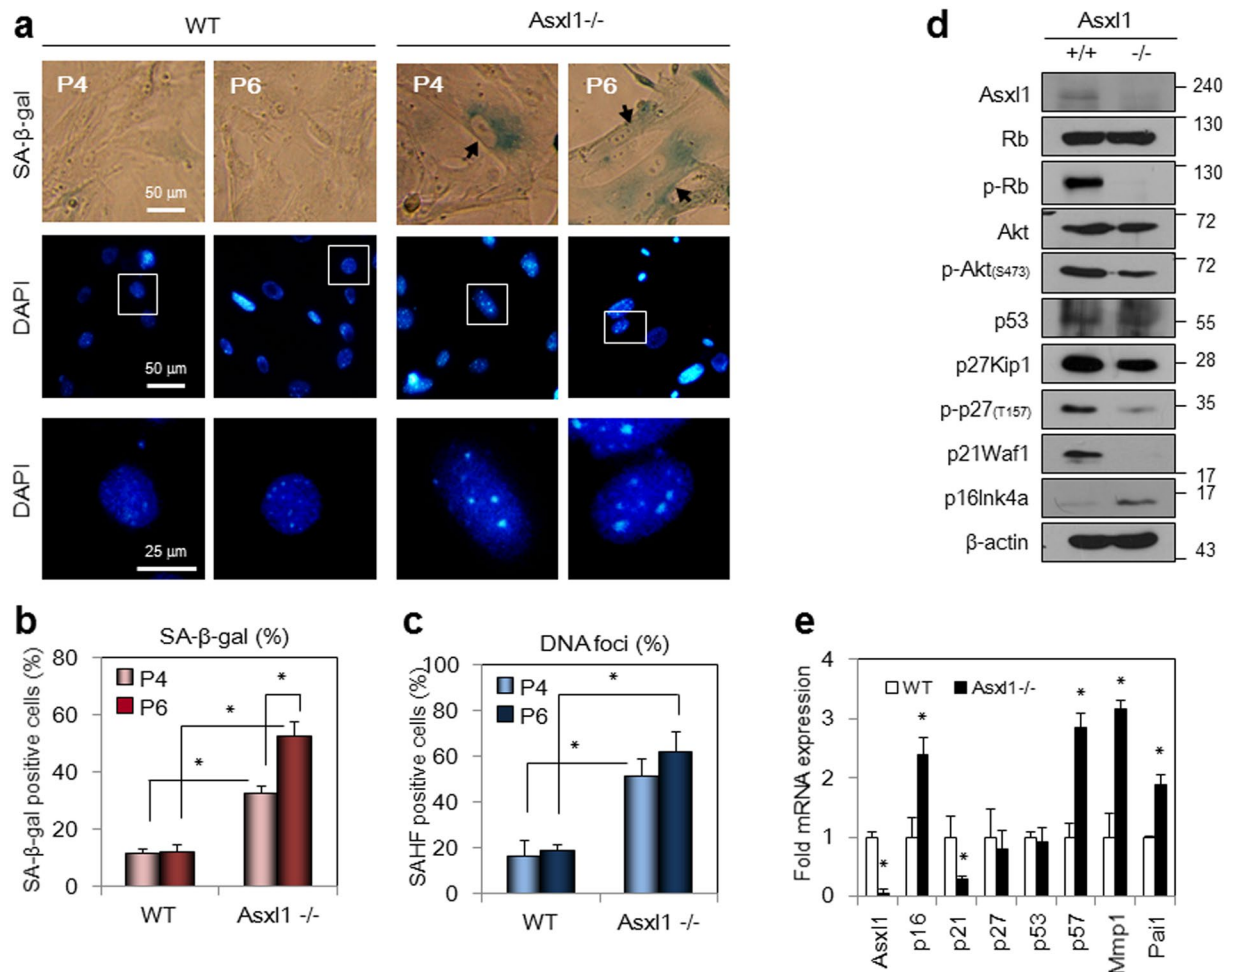 a
WT
Asxl1-/-
SA-β-gal
P4
P6
P4
P6
50 µm
DAPI
50 µm
DAPI
25 µm
d
Asxl1
+/+ -/-
Asxl1 240
Rb 130
p-Rb 130
Akt 72
p-Akt(S473) 72
p53 55
p27Kip1 28
p-p27(T157) 35
p21Waf1 17
p16Ink4a 17
β-actin 43
b
SA-β-gal (%)
SA-β-gal positive cells (%)
80
60
40
20
0
P4
P6
*
*
*
WT
Asxl1 -/-
c
DNA foci (%)
SAHF positive cells (%)
100
80
60
40
20
0
P4
P6
*
*
WT
Asxl1 -/-
e
Fold mRNA expression
4
3
2
1
0
WT
Asxl1-/-
*
*
*
*
*
*
Asxl1
p16
p21
p27
p53
p57
Mmp1
Pai1